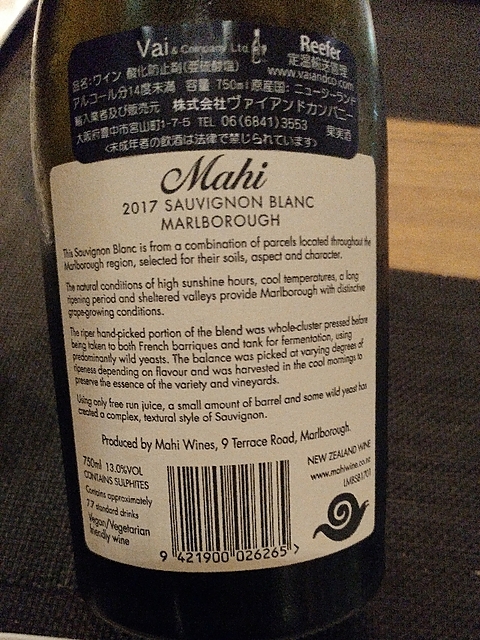 Vai & Company Ltd. Reefer
品名:ワイン 酸化防止剤(亜硫酸塩) 定温輸送管理
www.vaiandco.com
アルコール分14度未満 容量 750ml 原産国:ニュージーランド
輸入業者及び販売元 株式会社ヴァイアンドカンパニー
大阪府豊中市宮山町1-7-5 TEL 06(6841)3553 果実酒
<未成年者の飲酒は法律で禁じられています>
Mahi
2017 SAUVIGNON BLANC
MARLBOROUGH
This Sauvignon Blanc is from a combination of parcels located throughout the
Marlborough region, selected for their soils, aspect and character.
The natural conditions of high sunshine hours, cool temperatures, a long
ripening period and sheltered valleys provide Marlborough with distinctive
grape-growing conditions.
The riper hand-picked portion of the blend was whole-cluster pressed before
being taken to both French barriques and tank for fermentation, using
predominantly wild yeasts. The balance was picked at varying degrees of
ripeness depending on flavour and was harvested in the cool mornings to
preserve the essence of the variety and vineyards.
Using only free run juice, a small amount of barrel and some wild yeast has
created a complex, textural style of Sauvignon.
Produced by Mahi Wines, 9 Terrace Road, Marlborough.
750ml 13.0%VOL
CONTAINS SULPHITES
Contains approximately
7.7 standard drinks
Vegan/Vegetarian
friendly wine
NEW ZEALAND WINE
www.mahiwine.co.nz
LMBSB1701
9 421900 026265 >